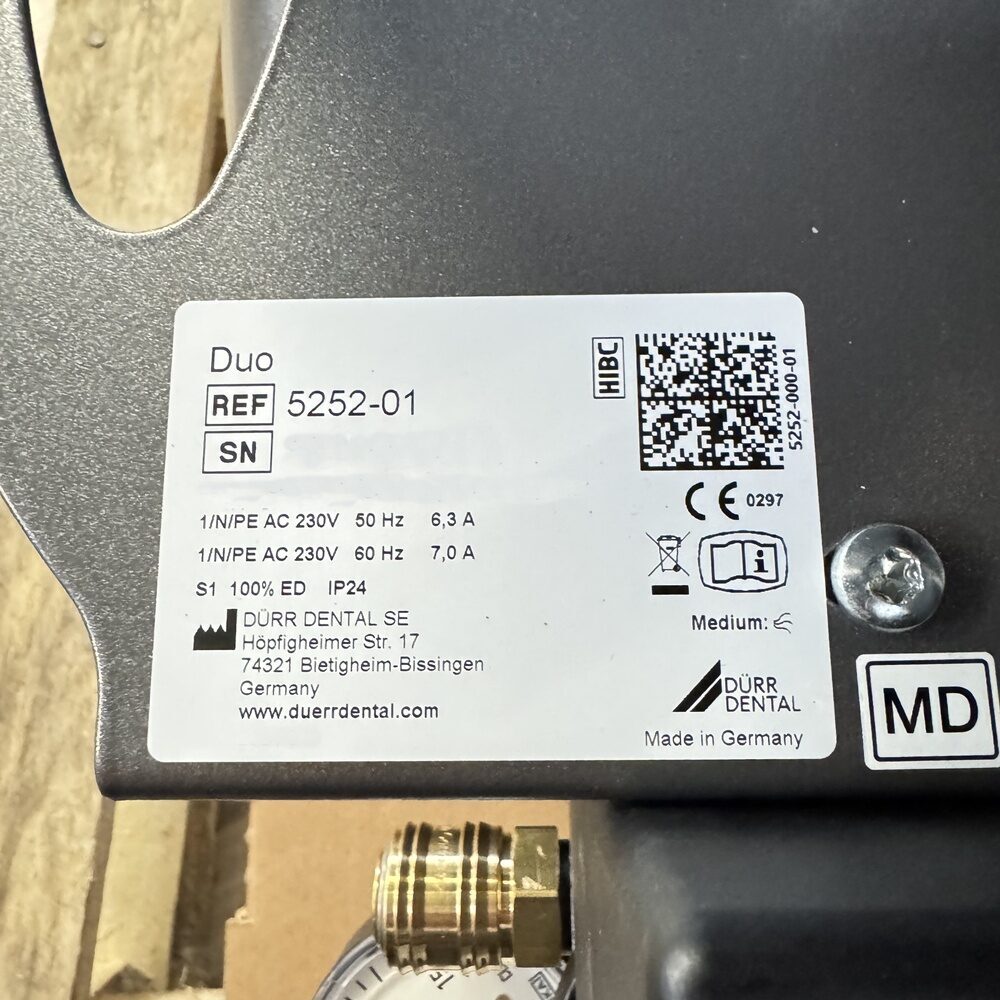 Duo
REF 5252-01
SN
HIBC
5252-000-01
CE 0297
1/N/PE AC 230V 50 Hz 6,3 A
1/N/PE AC 230V 60 Hz 7,0 A
S1 100% ED IP24
DÜRR DENTAL SE
Höpfigheimer Str. 17
74321 Bietigheim-Bissingen
Germany
www.duerrdental.com
i
Medium:
DÜRR
DENTAL
Made in Germany
MD
15